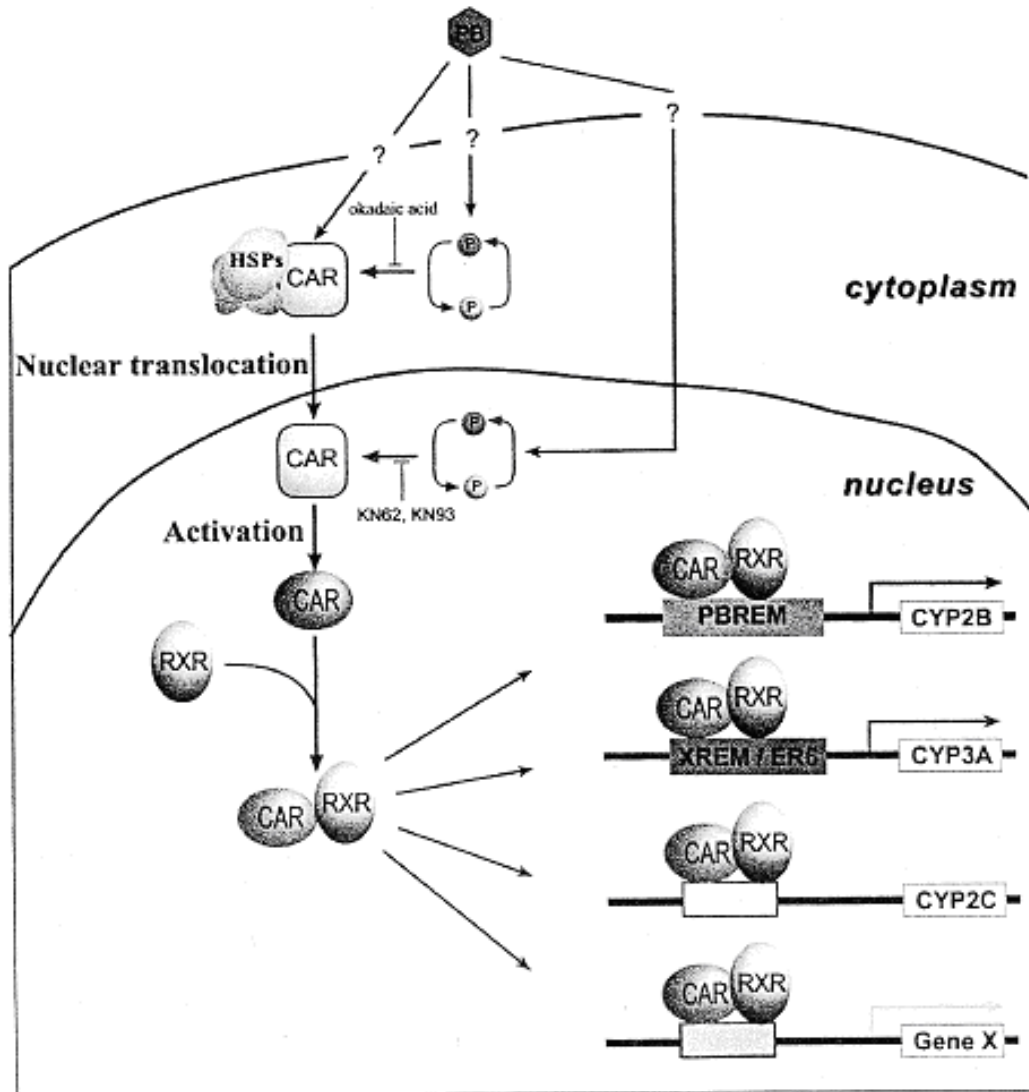 PB
?
?
?
okadaic acid
P
HSPs
CAR
P
cytoplasm
Nuclear translocation
P
CAR
P
nucleus
KN62, KN93
Activation
CAR
RXR
CAR
PBREM
CYP2B
RXR
CAR
RXR
XREM / ER6
CYP3A
CAR
RXR
CAR
RXR
CYP2C
CAR
RXR
Gene X